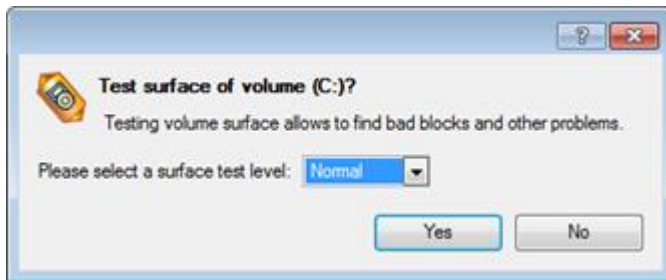 Test surface of volume (C:)?
Testing volume surface allows to find bad blocks and other problems.
Please select a surface test level: Normal
Yes No